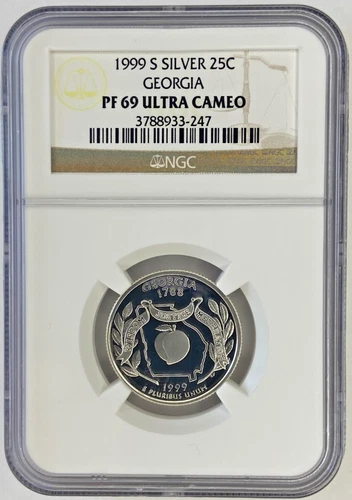 1999 S SILVER 25C
GEORGIA
PF 69 ULTRA CAMEO
3788933-247
NGC
GEORGIA
1788
1999
E PLURIBUS UNUM